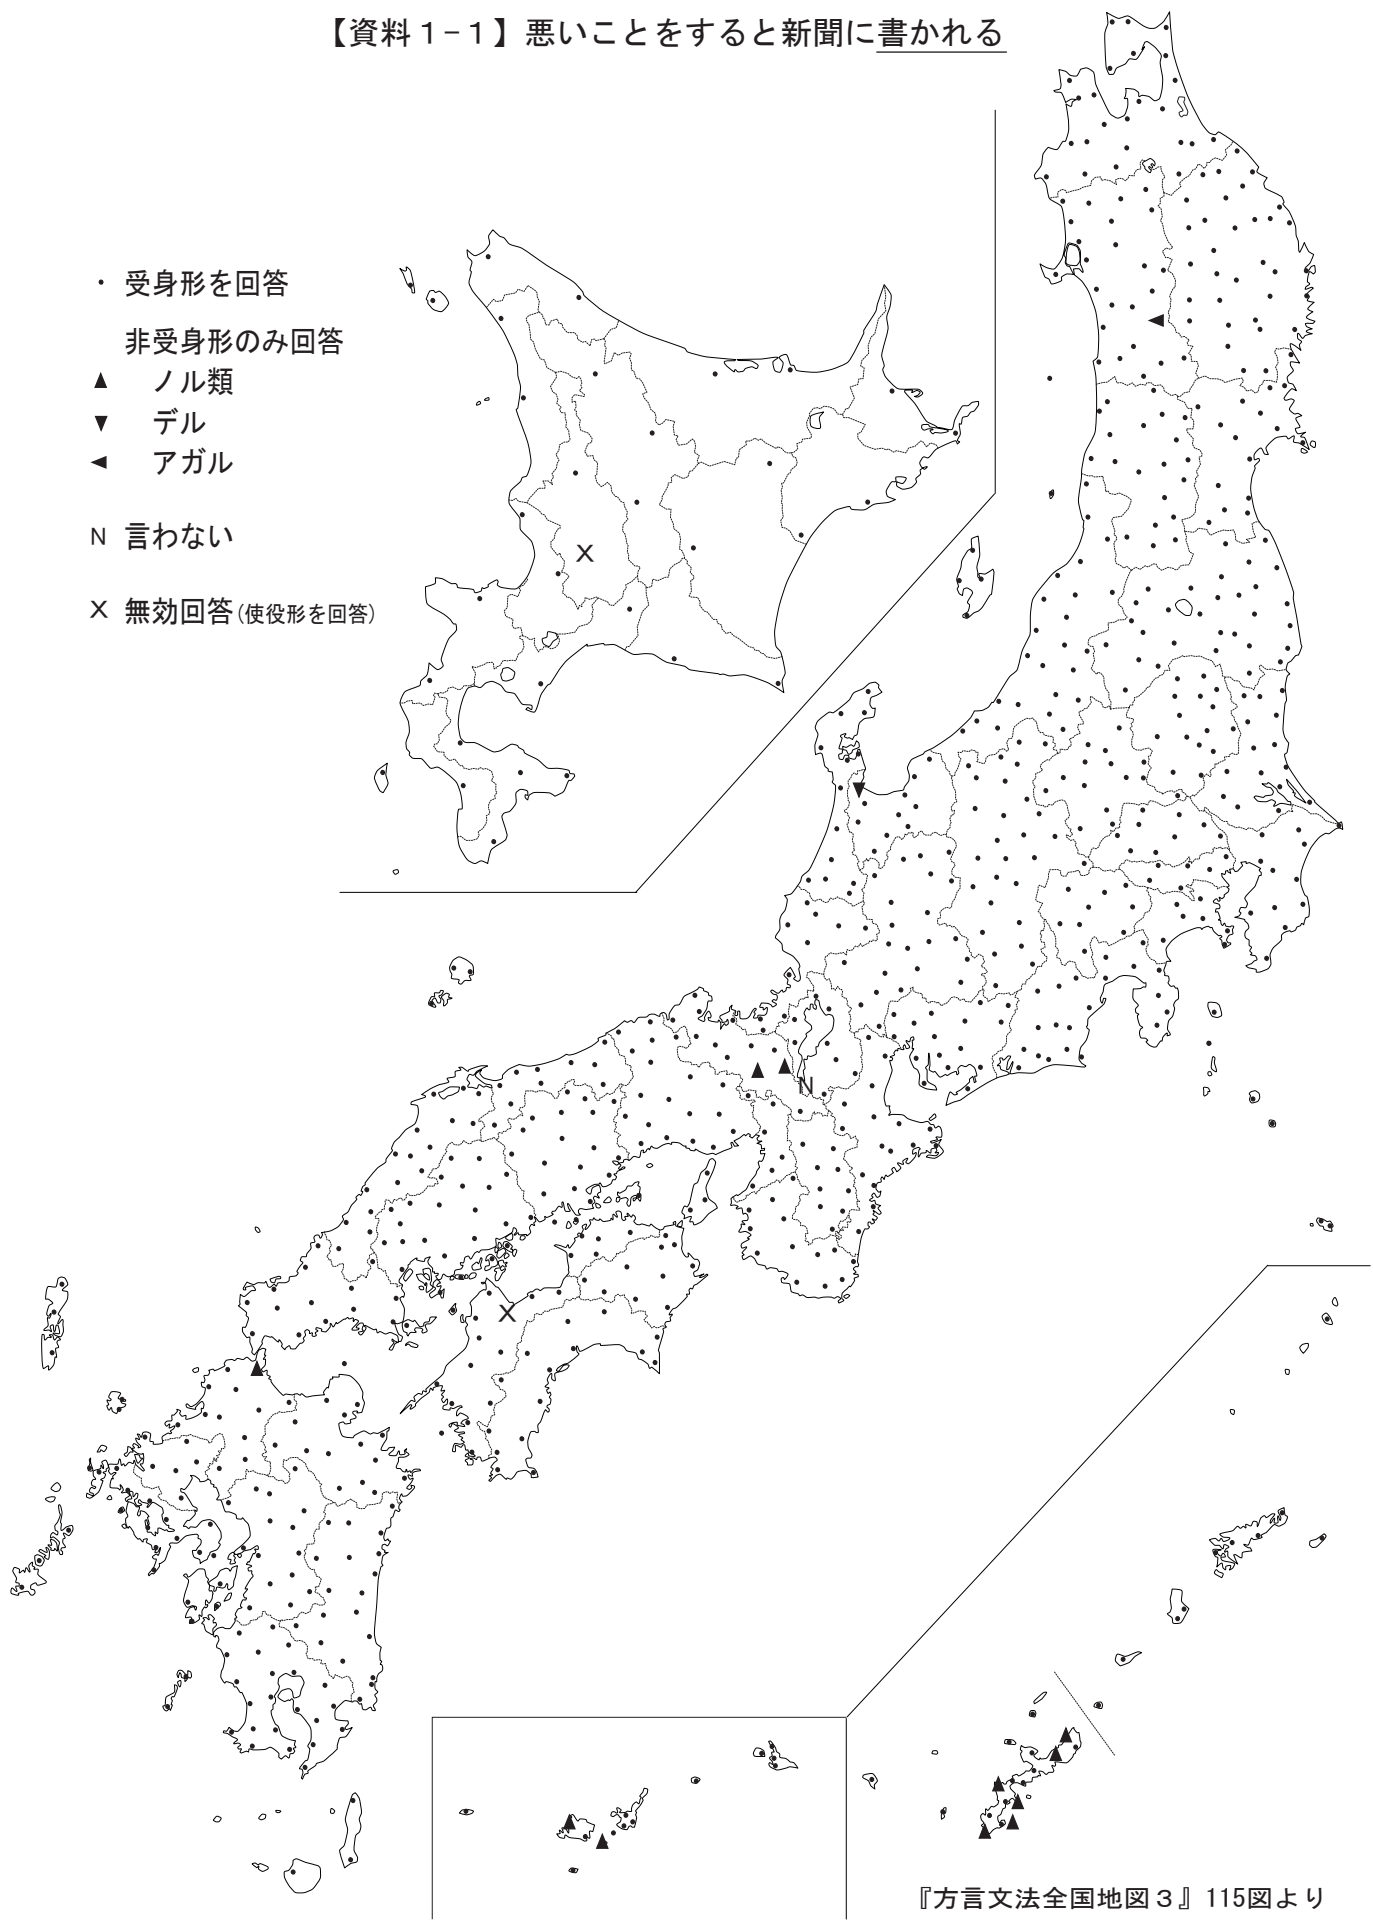 【資料1-1】悪いことをすると新聞に書かれる
・ 受身形を回答
非受身形のみ回答
▲ ノル類
▼ デル
◄ アガル
N 言わない
X 無効回答(使役形を回答)
X
N
X
『方言文法全国地図3』115図より